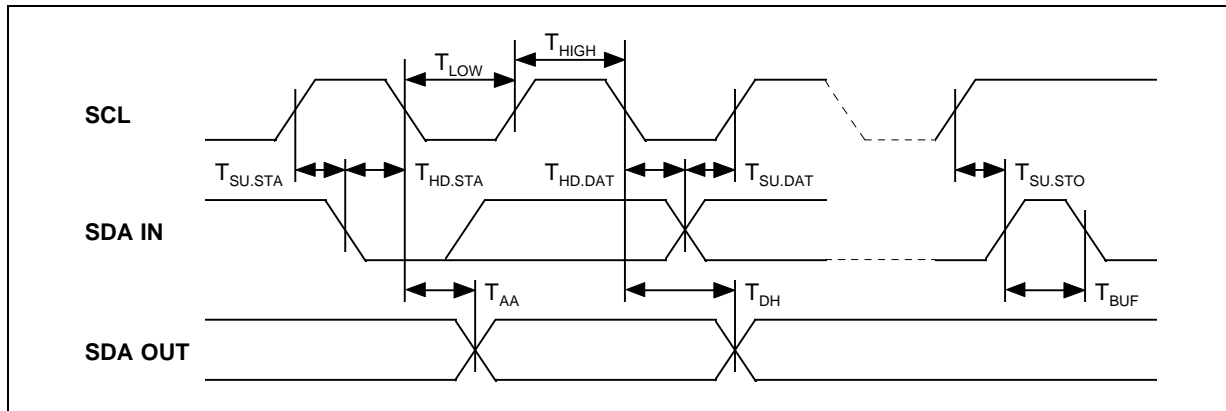 T_HIGH
T_LOW
SCL
T_SU.STA
T_HD.STA
T_HD.DAT
T_SU.DAT
T_SU.STO
SDA IN
T_AA
T_DH
T_BUF
SDA OUT